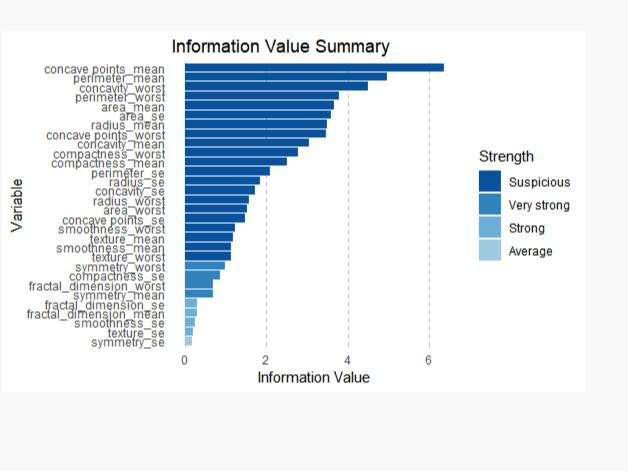 Information Value Summary
concave points_mean
perimeter_mean
concavity_worst
perimeter_worst
area_mean
area_se
radius_mean
concave points_worst
concavity_mean
compactness_worst
compactness_mean
perimeter_se
radius_se
concavity_se
radius_worst
area_worst
concave points_se
smoothness_worst
texture_mean
smoothness_mean
texture_worst
symmetry_worst
compactness_se
fractal_dimension_worst
symmetry_mean
fractal_dimension_se
fractal_dimension_mean
smoothness_se
texture_se
symmetry_se
Variable
0 2 4 6
Information Value
Strength
Suspicious
Very strong
Strong
Average